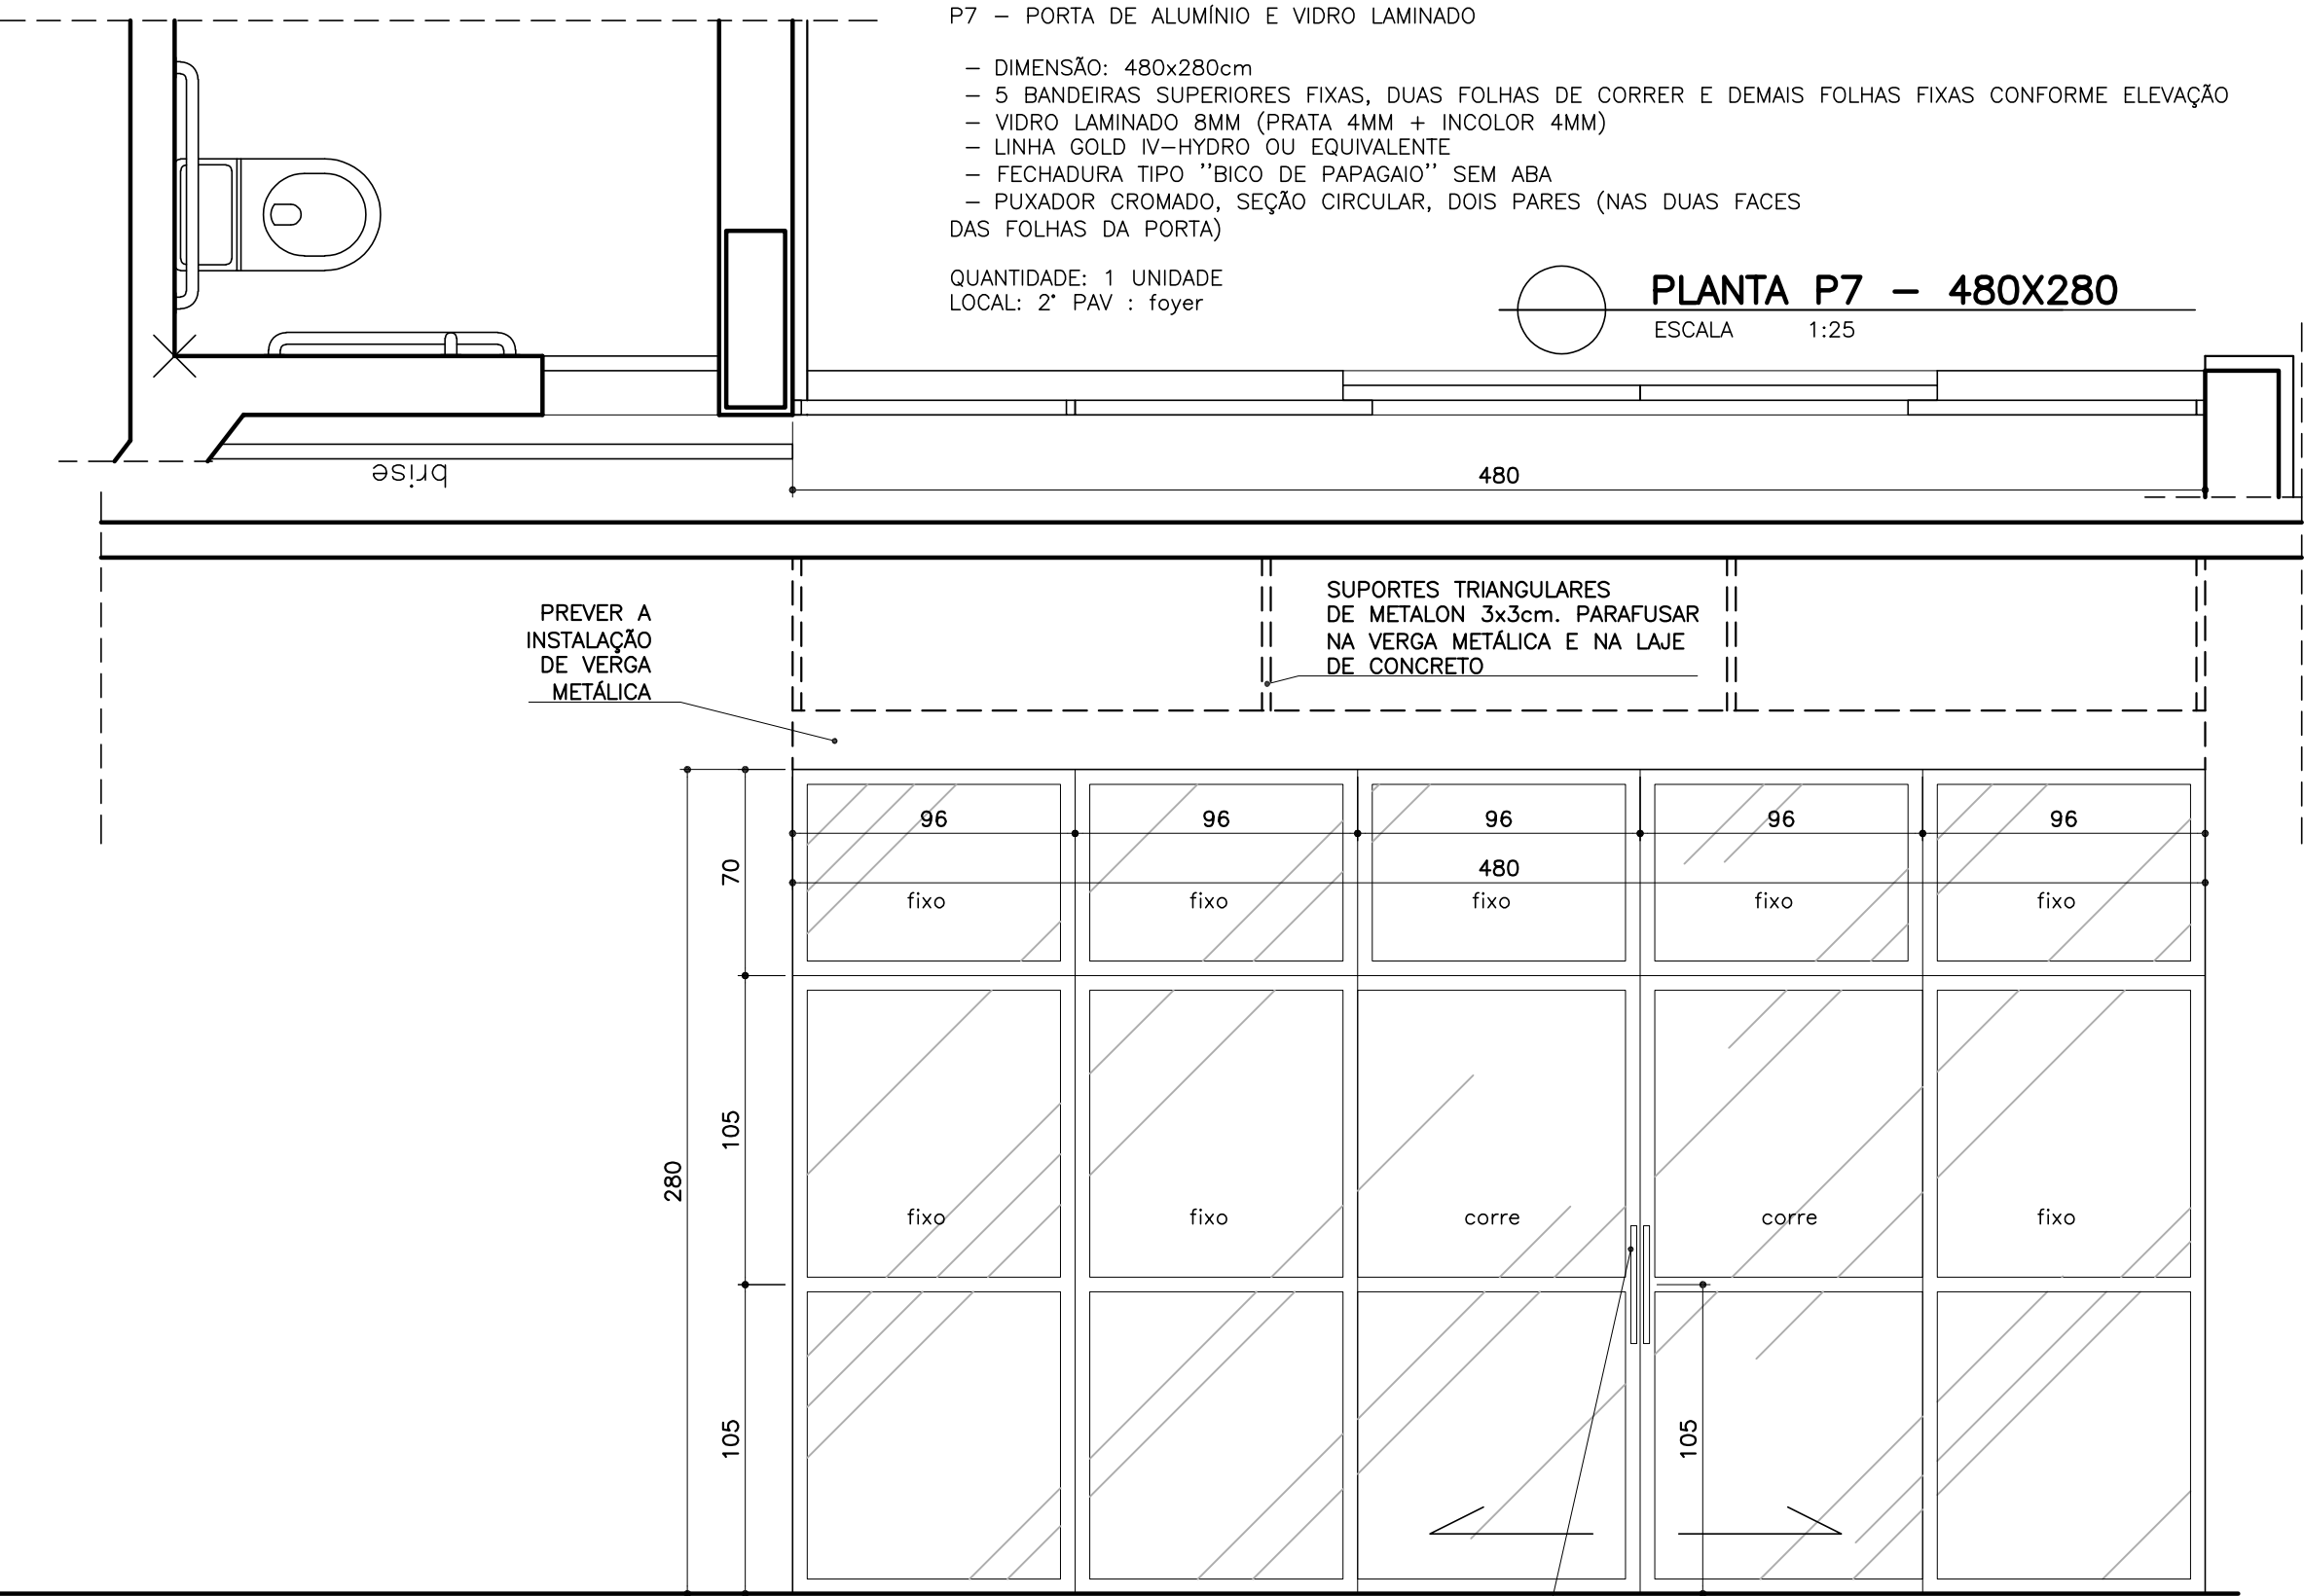 P7 – PORTA DE ALUMÍNIO E VIDRO LAMINADO
– DIMENSÃO: 480x280cm
– 5 BANDEIRAS SUPERIORES FIXAS, DUAS FOLHAS DE CORRER E DEMAIS FOLHAS FIXAS CONFORME ELEVAÇÃO
– VIDRO LAMINADO 8MM (PRATA 4MM + INCOLOR 4MM)
– LINHA GOLD IV–HYDRO OU EQUIVALENTE
– FECHADURA TIPO ''BICO DE PAPAGAIO'' SEM ABA
– PUXADOR CROMADO, SEÇÃO CIRCULAR, DOIS PARES (NAS DUAS FACES
DAS FOLHAS DA PORTA)
QUANTIDADE: 1 UNIDADE
LOCAL: 2° PAV : foyer
PLANTA P7 – 480X280
ESCALA 1:25
brise
480
PREVER A
INSTALAÇÃO
DE VERGA
METÁLICA
SUPORTES TRIANGULARES
DE METALON 3x3cm. PARAFUSAR
NA VERGA METÁLICA E NA LAJE
DE CONCRETO
96 96 96 96 96
480
70
fixo fixo fixo fixo fixo
105
280
fixo fixo corre corre fixo
105
105